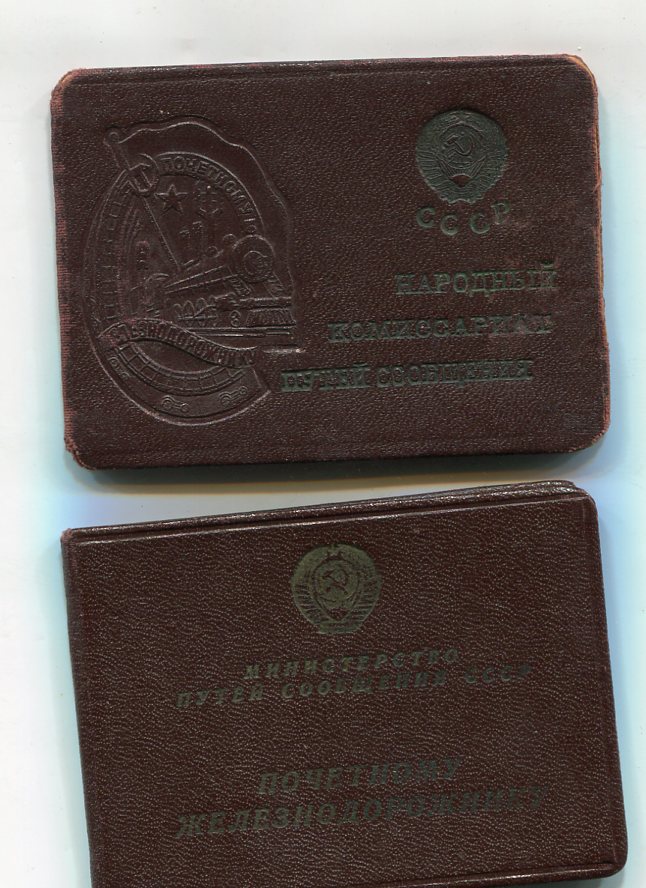 ПОЧЕТНОМУ
ЖЕЛЕЗНОДОРОЖНИКУ
СССР
НАРОДНЫЙ
КОМИССАРИАТ
ПУТЕЙ СООБЩЕНИЯ
МИНИСТЕРСТВО
ПУТЕЙ СООБЩЕНИЯ СССР
ПОЧЕТНОМУ
ЖЕЛЕЗНОДОРОЖНИКУ